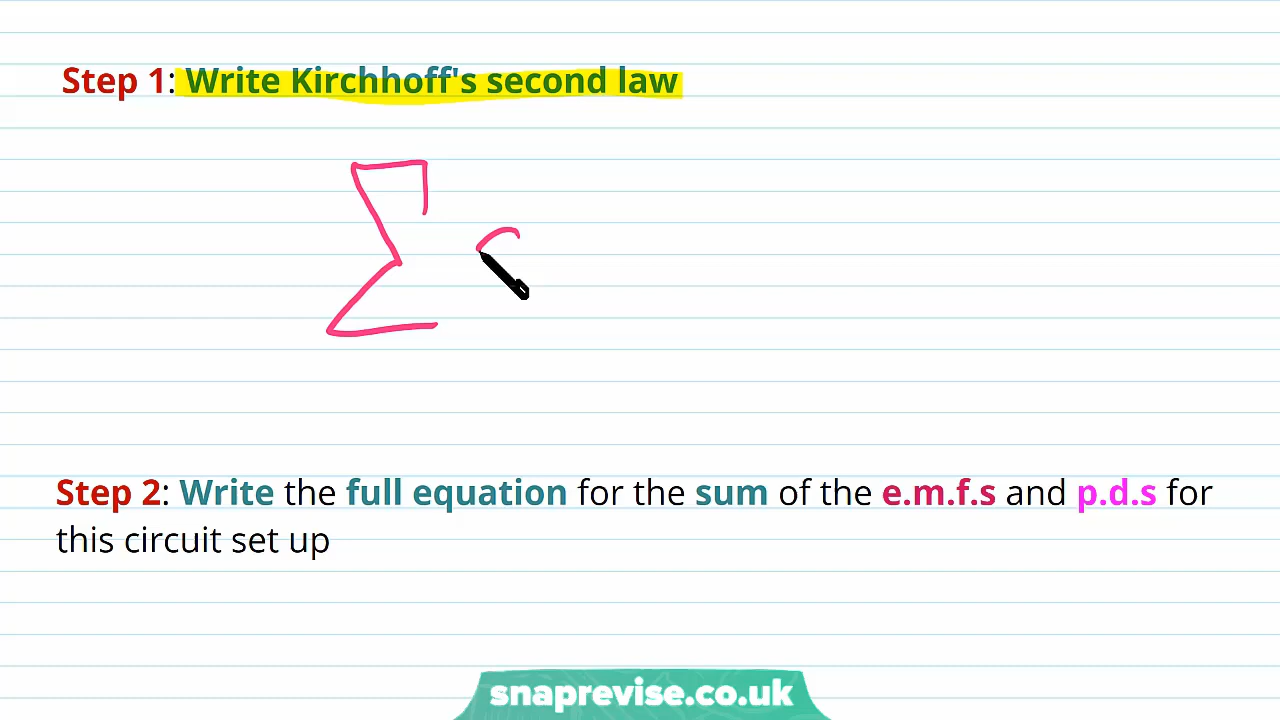 Step 1: Write Kirchhoff's second law
Σ
Step 2: Write the full equation for the sum of the e.m.f.s and p.d.s for
this circuit set up
snaprevise.co.uk